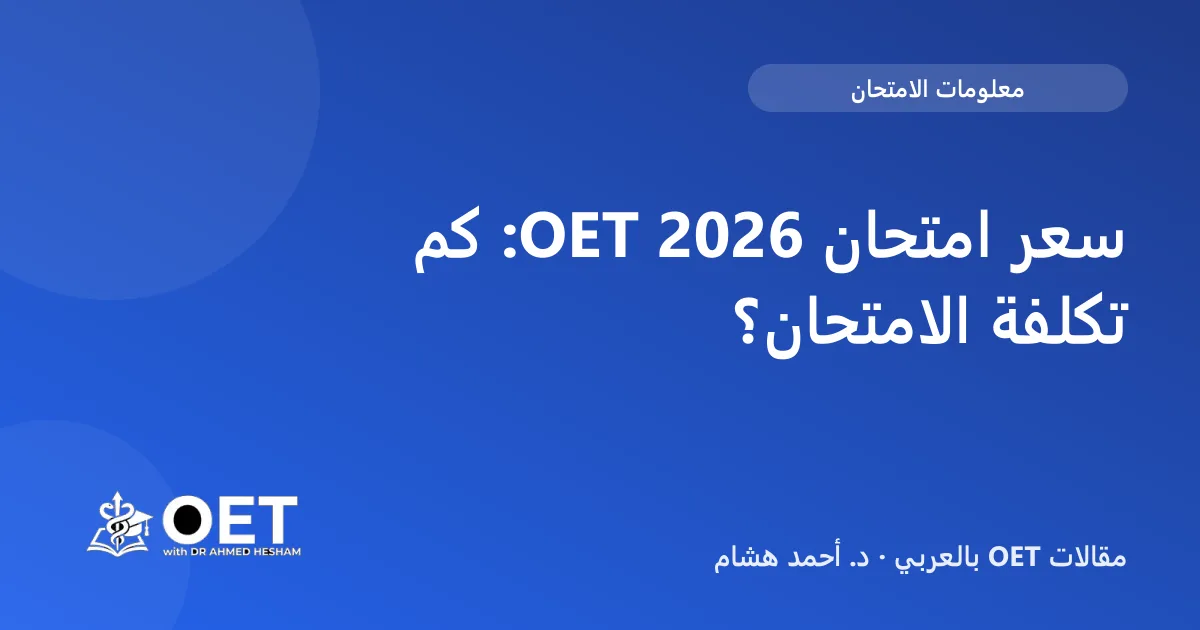 معلومات الامتحان
سعر امتحان OET 2026: كم
تكلفة الامتحان؟
OET
with DR AHMED HESHAM
مقالات OET بالعربي · د. أحمد هشام